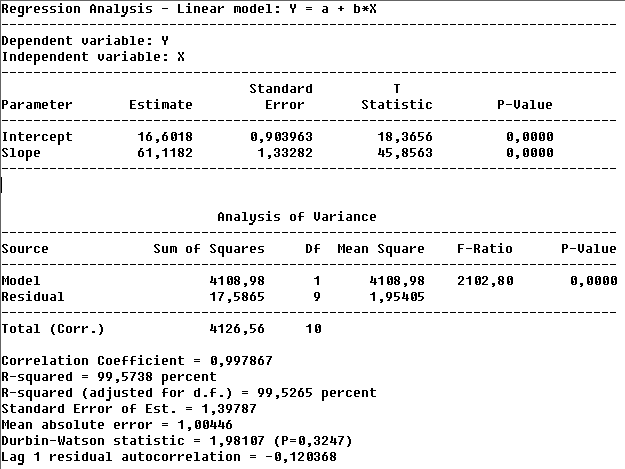 Regression Analysis - Linear model: Y = a + b*X
-----------------------------------------------------------------------------
Dependent variable: Y
Independent variable: X
-----------------------------------------------------------------------------
Standard T
Parameter Estimate Error Statistic P-Value
-----------------------------------------------------------------------------
Intercept 16,6018 0,903963 18,3656 0,0000
Slope 61,1182 1,33282 45,8563 0,0000
-----------------------------------------------------------------------------
Analysis of Variance
-----------------------------------------------------------------------------
Source Sum of Squares Df Mean Square F-Ratio P-Value
-----------------------------------------------------------------------------
Model 4108,98 1 4108,98 2102,80 0,0000
Residual 17,5865 9 1,95405
-----------------------------------------------------------------------------
Total (Corr.) 4126,56 10
Correlation Coefficient = 0,997867
R-squared = 99,5738 percent
R-squared (adjusted for d.f.) = 99,5265 percent
Standard Error of Est. = 1,39787
Mean absolute error = 1,00446
Durbin-Watson statistic = 1,98107 (P=0,3247)
Lag 1 residual autocorrelation = -0,120368